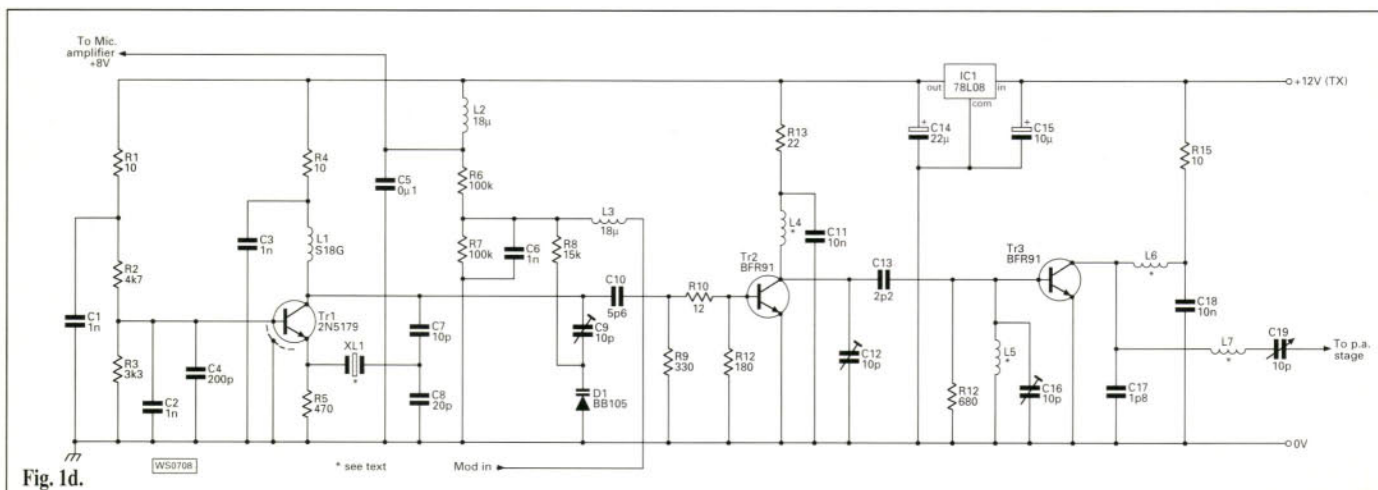 To Mic.
amplifier
+8V
IC1
78L08
out
in
com
+12V (TX)
L2
18μ
R13
22
C14
22μ
C15
10μ
R1
10
R4
10
C5
0μ1
R6
100k
L3
18μ
R15
10
C3
1n
L1
S18G
R7
100k
C6
1n
R8
15k
L4
*
C11
10n
R2
4k7
Tr2
BFR91
C13
2p2
Tr3
BFR91
L6
*
C10
5p6
R10
12
C1
1n
Tr1
2N5179
C7
10p
C9
10p
C18
10n
C4
200p
XL1
*
R9
330
R12
180
C12
10p
L5
*
L7
*
C19
10p
To p.a.
stage
R3
3k3
C2
1n
R5
470
C8
20p
D1
BB105
R12
680
C16
10p
C17
1p8
0V
WS0708
* see text
Mod in
Fig. 1d.